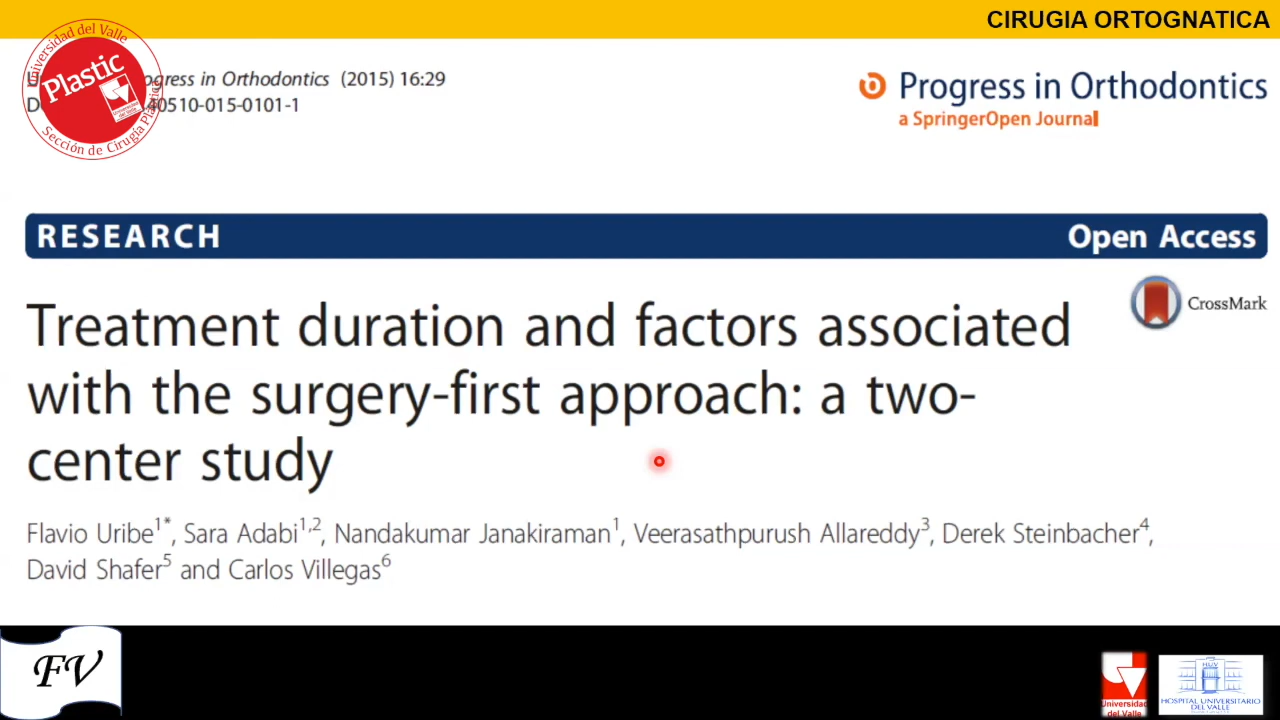 CIRUGIA ORTOGNATICA
Universidad del Valle
Plastic
Sección de Cirugía Plástica
ogress in Orthodontics (2015) 16:29
40510-015-0101-1
Progress in Orthodontics
a SpringerOpen Journal
RESEARCH
Open Access
CrossMark
Treatment duration and factors associated
with the surgery-first approach: a two-
center study
Flavio Uribe1*, Sara Adabi1,2, Nandakumar Janakiraman1, Veerasathpurush Allareddy3, Derek Steinbacher4,
David Shafer5 and Carlos Villegas6
FV
Universidad
del Valle
HUV
HOSPITAL UNIVERSITARIO
DEL VALLE